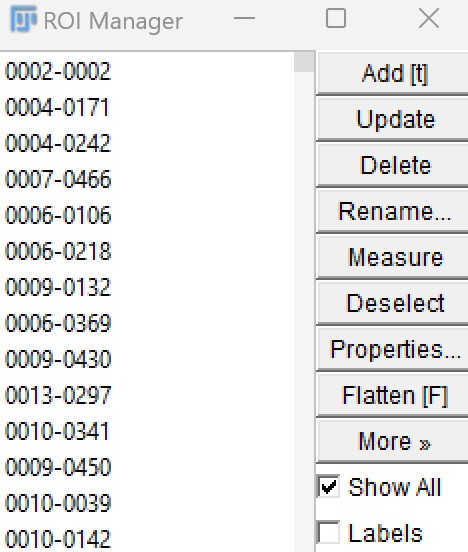 ROI Manager
0002-0002
0004-0171
0004-0242
0007-0466
0006-0106
0006-0218
0009-0132
0006-0369
0009-0430
0013-0297
0010-0341
0009-0450
0010-0039
0010-0142
Add [t]
Update
Delete
Rename...
Measure
Deselect
Properties...
Flatten [F]
More »
Show All
Labels